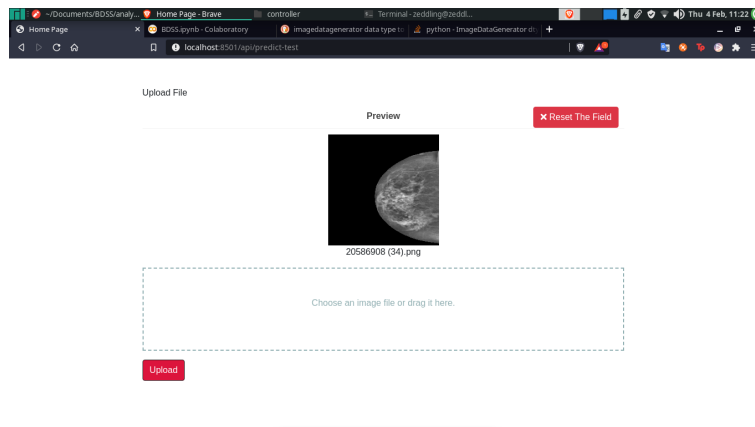 ~/Documents/BDSS/analy... Home Page - Brave controller Terminal - zeddling@zeddl... Thu 4 Feb, 11:22
Home Page BDSS.ipynb - Colaboratory imagedatagenerator data type to python - ImageDataGenerator dt
localhost:8501/api/predict-test
Upload File
Preview
Reset The Field
20586908 (34).png
Choose an image file or drag it here.
Upload